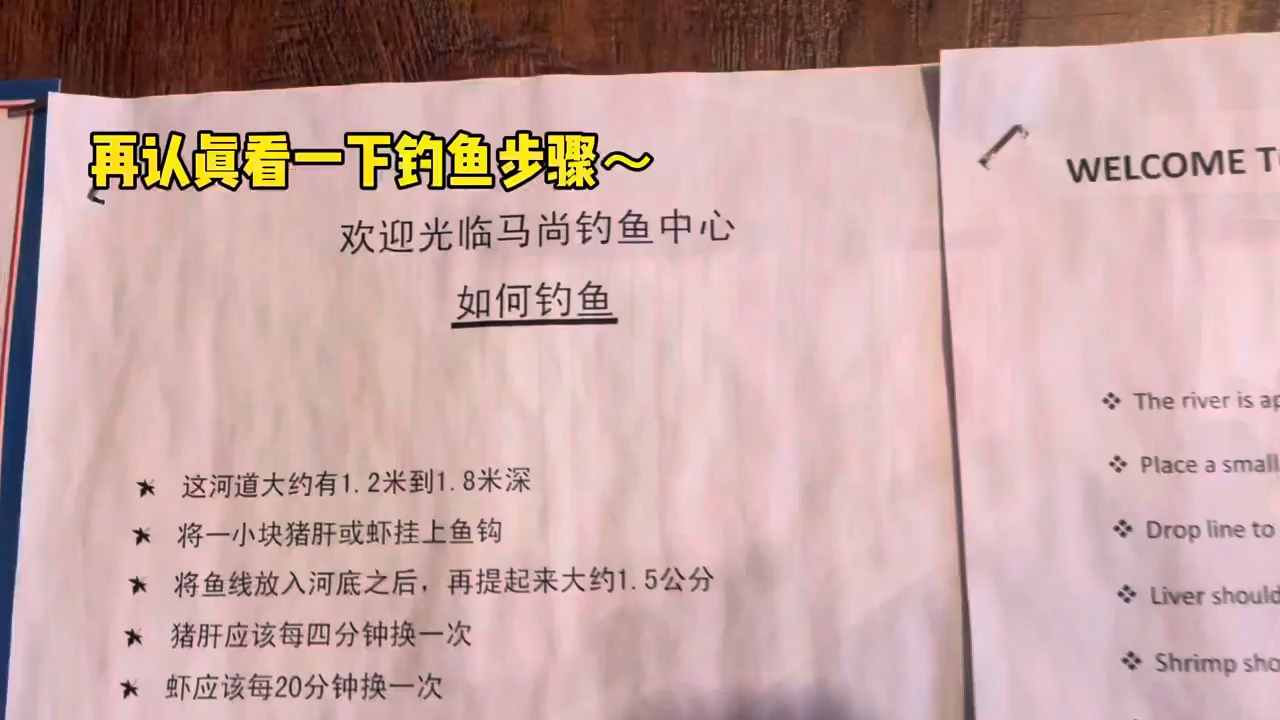 再认真看一下钓鱼步骤～
欢迎光临马尚钓鱼中心
如何钓鱼
★ 这河道大约有1.2米到1.8米深
★ 将一小块猪肝或虾挂上鱼钩
★ 将鱼线放入河底之后，再提起来大约1.5公分
★ 猪肝应该每四分钟换一次
★ 虾应该每20分钟换一次
WELCOME
❖ The river is
❖ Place a small
❖ Drop line to
❖ Liver should
❖ Shrimp